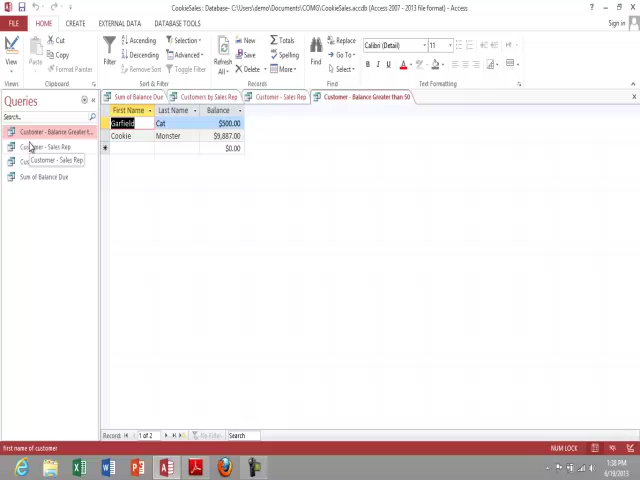 CookieSales : Database- C:\Users\demo\Documents\COMG\CookieSales.accdb (Access 2007 - 2013 File format) - Access
FILE HOME CREATE EXTERNAL DATA DATABASE TOOLS
Sign in
View
Paste
Cut
Copy
Format Painter
Filter
Ascending
Descending
Remove Sort
Selection
Advanced
Toggle Filter
Refresh All
New
Save
Delete
Totals
Spelling
More
Find
Replace
Go To
Select
Calibri (Detail) 11
B I U
Views Clipboard Sort & Filter Records Find Text Formatting
Queries
Search...
Customer - Balance Greater t...
Customer - Sales Rep
Cu
Customer - Sales Rep
Sum of Balance Due
Sum of Balance Due Customers by Sales Rep Customer - Sales Rep Customer - Balance Greater than 50
First Name Last Name Balance
Garfield Cat $500.00
Cookie Monster $9,887.00
$0.00
Record: 1 of 2 No Filter Search
first name of customer
NUM LOCK
1:38 PM
6/19/2013